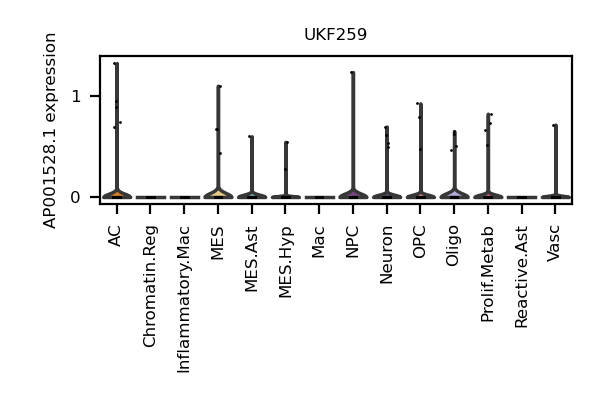 UKF259
AP001528.1 expression
1
0
AC
Chromatin.Reg
Inflammatory.Mac
MES
MES.Ast
MES.Hyp
Mac
NPC
Neuron
OPC
Oligo
Prolif.Metab
Reactive.Ast
Vasc